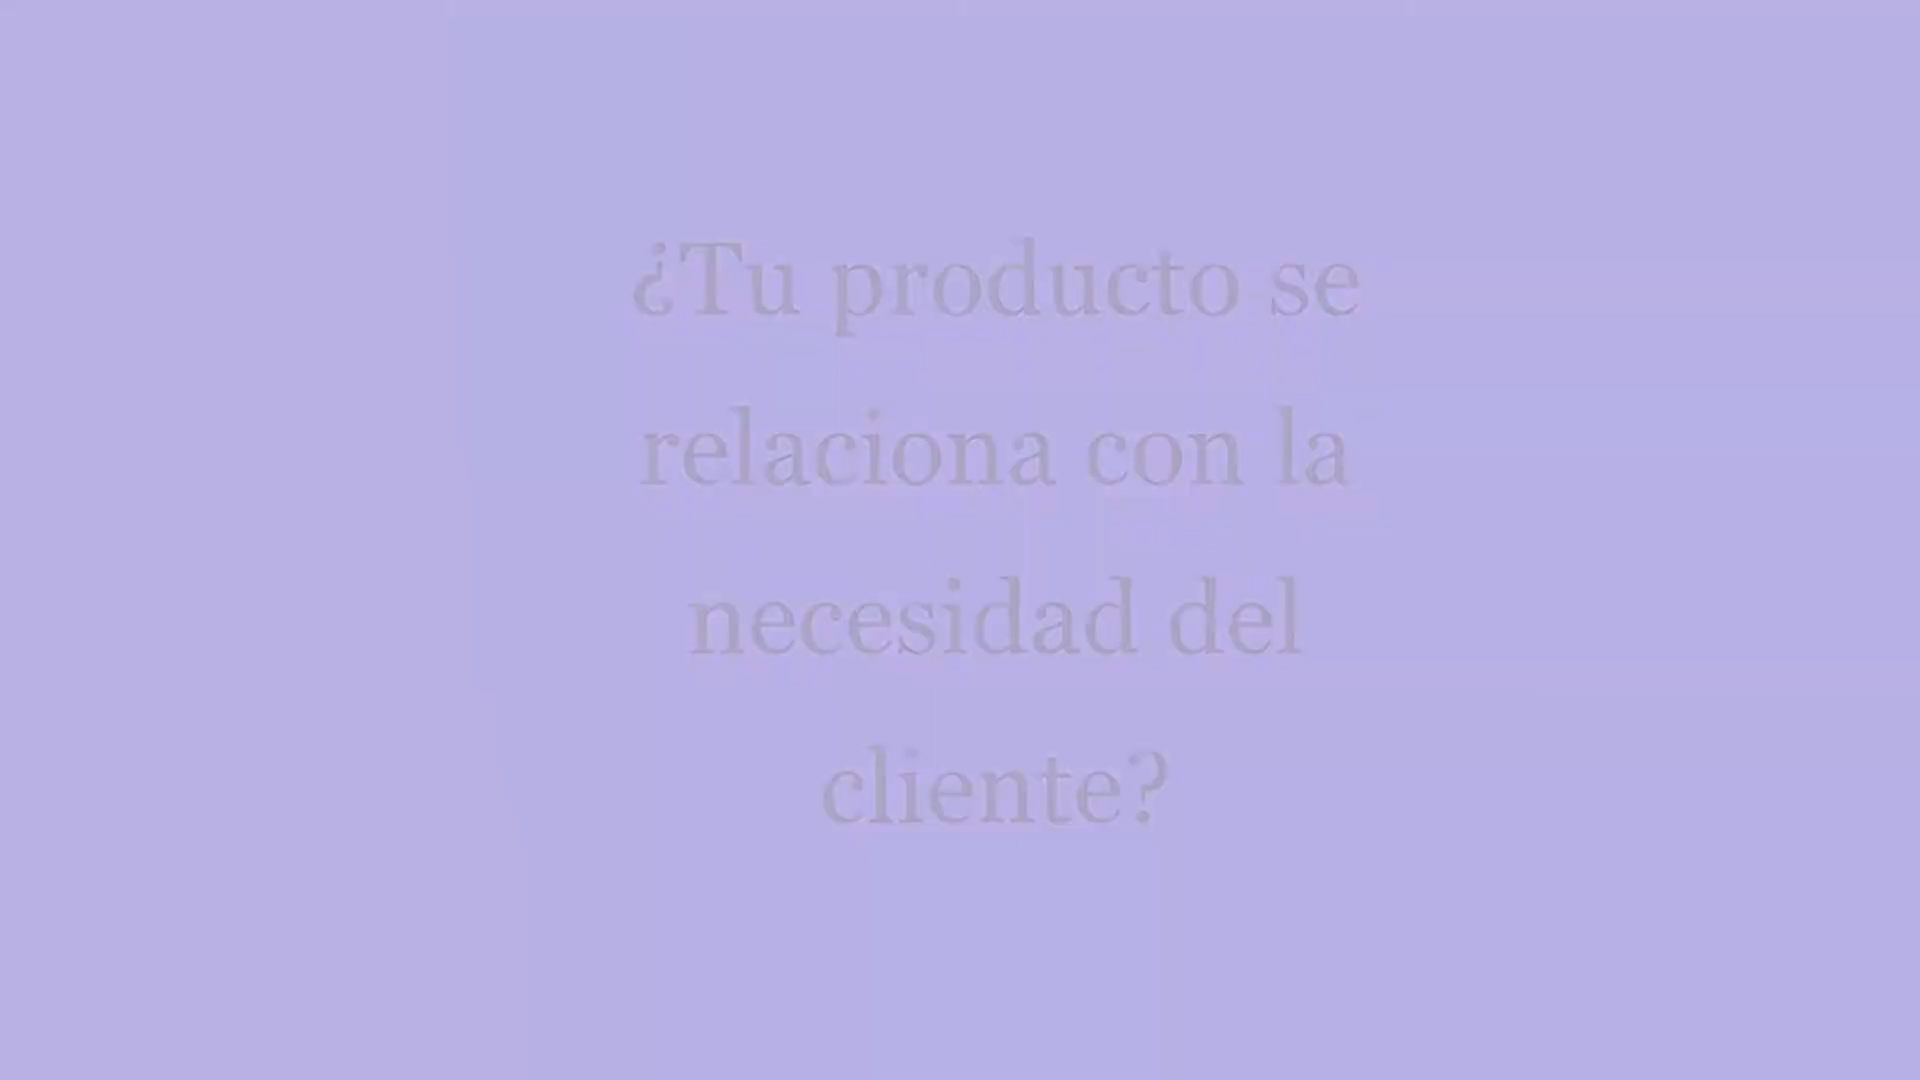 ¿Tu producto se
relaciona con la
necesidad del
cliente?